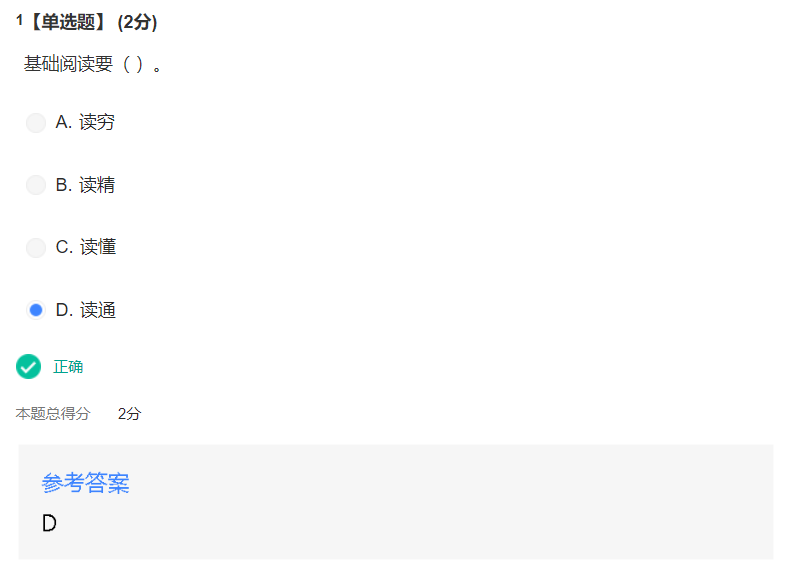 1【单选题】 (2分)
基础阅读要（ ）。
A. 读穷
B. 读精
C. 读懂
D. 读通
正确
本题总得分 2分
参考答案
D